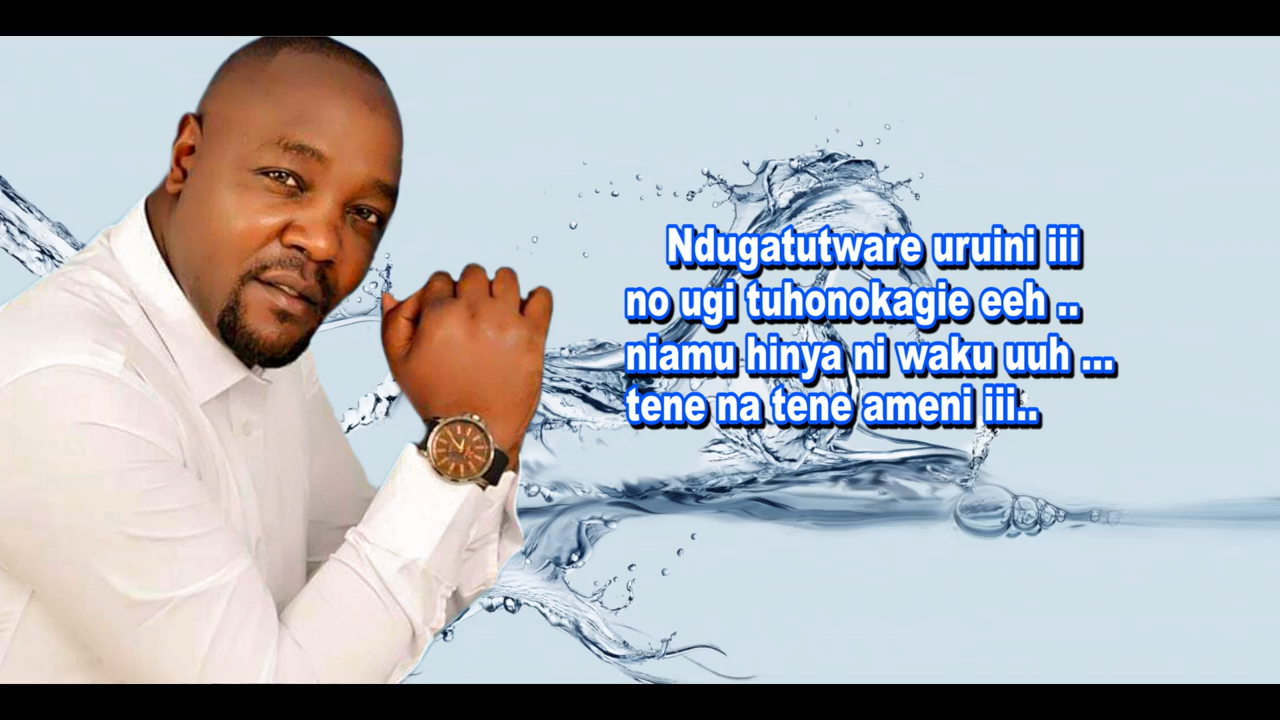 Ndugatutware uruini iii
no ugi tuhonokagie eeh ..
niamu hinya ni waku uuh ...
tene na tene ameni iii..